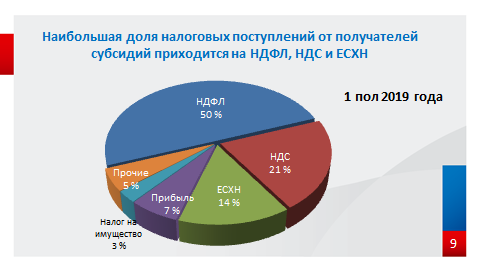 Наибольшая доля налоговых поступлений от получателей
субсидий приходится на НДФЛ, НДС и ЕСХН
1 пол 2019 года
НДФЛ
50 %
НДС
21 %
ЕСХН
14 %
Прибыль
7 %
Налог на
имущество
3 %
Прочие
5 %
9